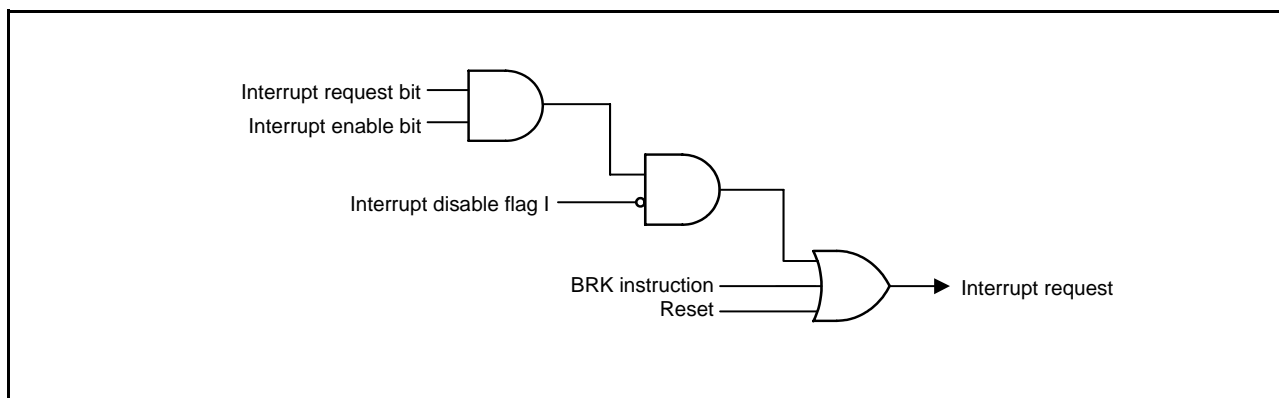 Interrupt request bit
Interrupt enable bit
Interrupt disable flag I
BRK instruction
Reset
Interrupt request